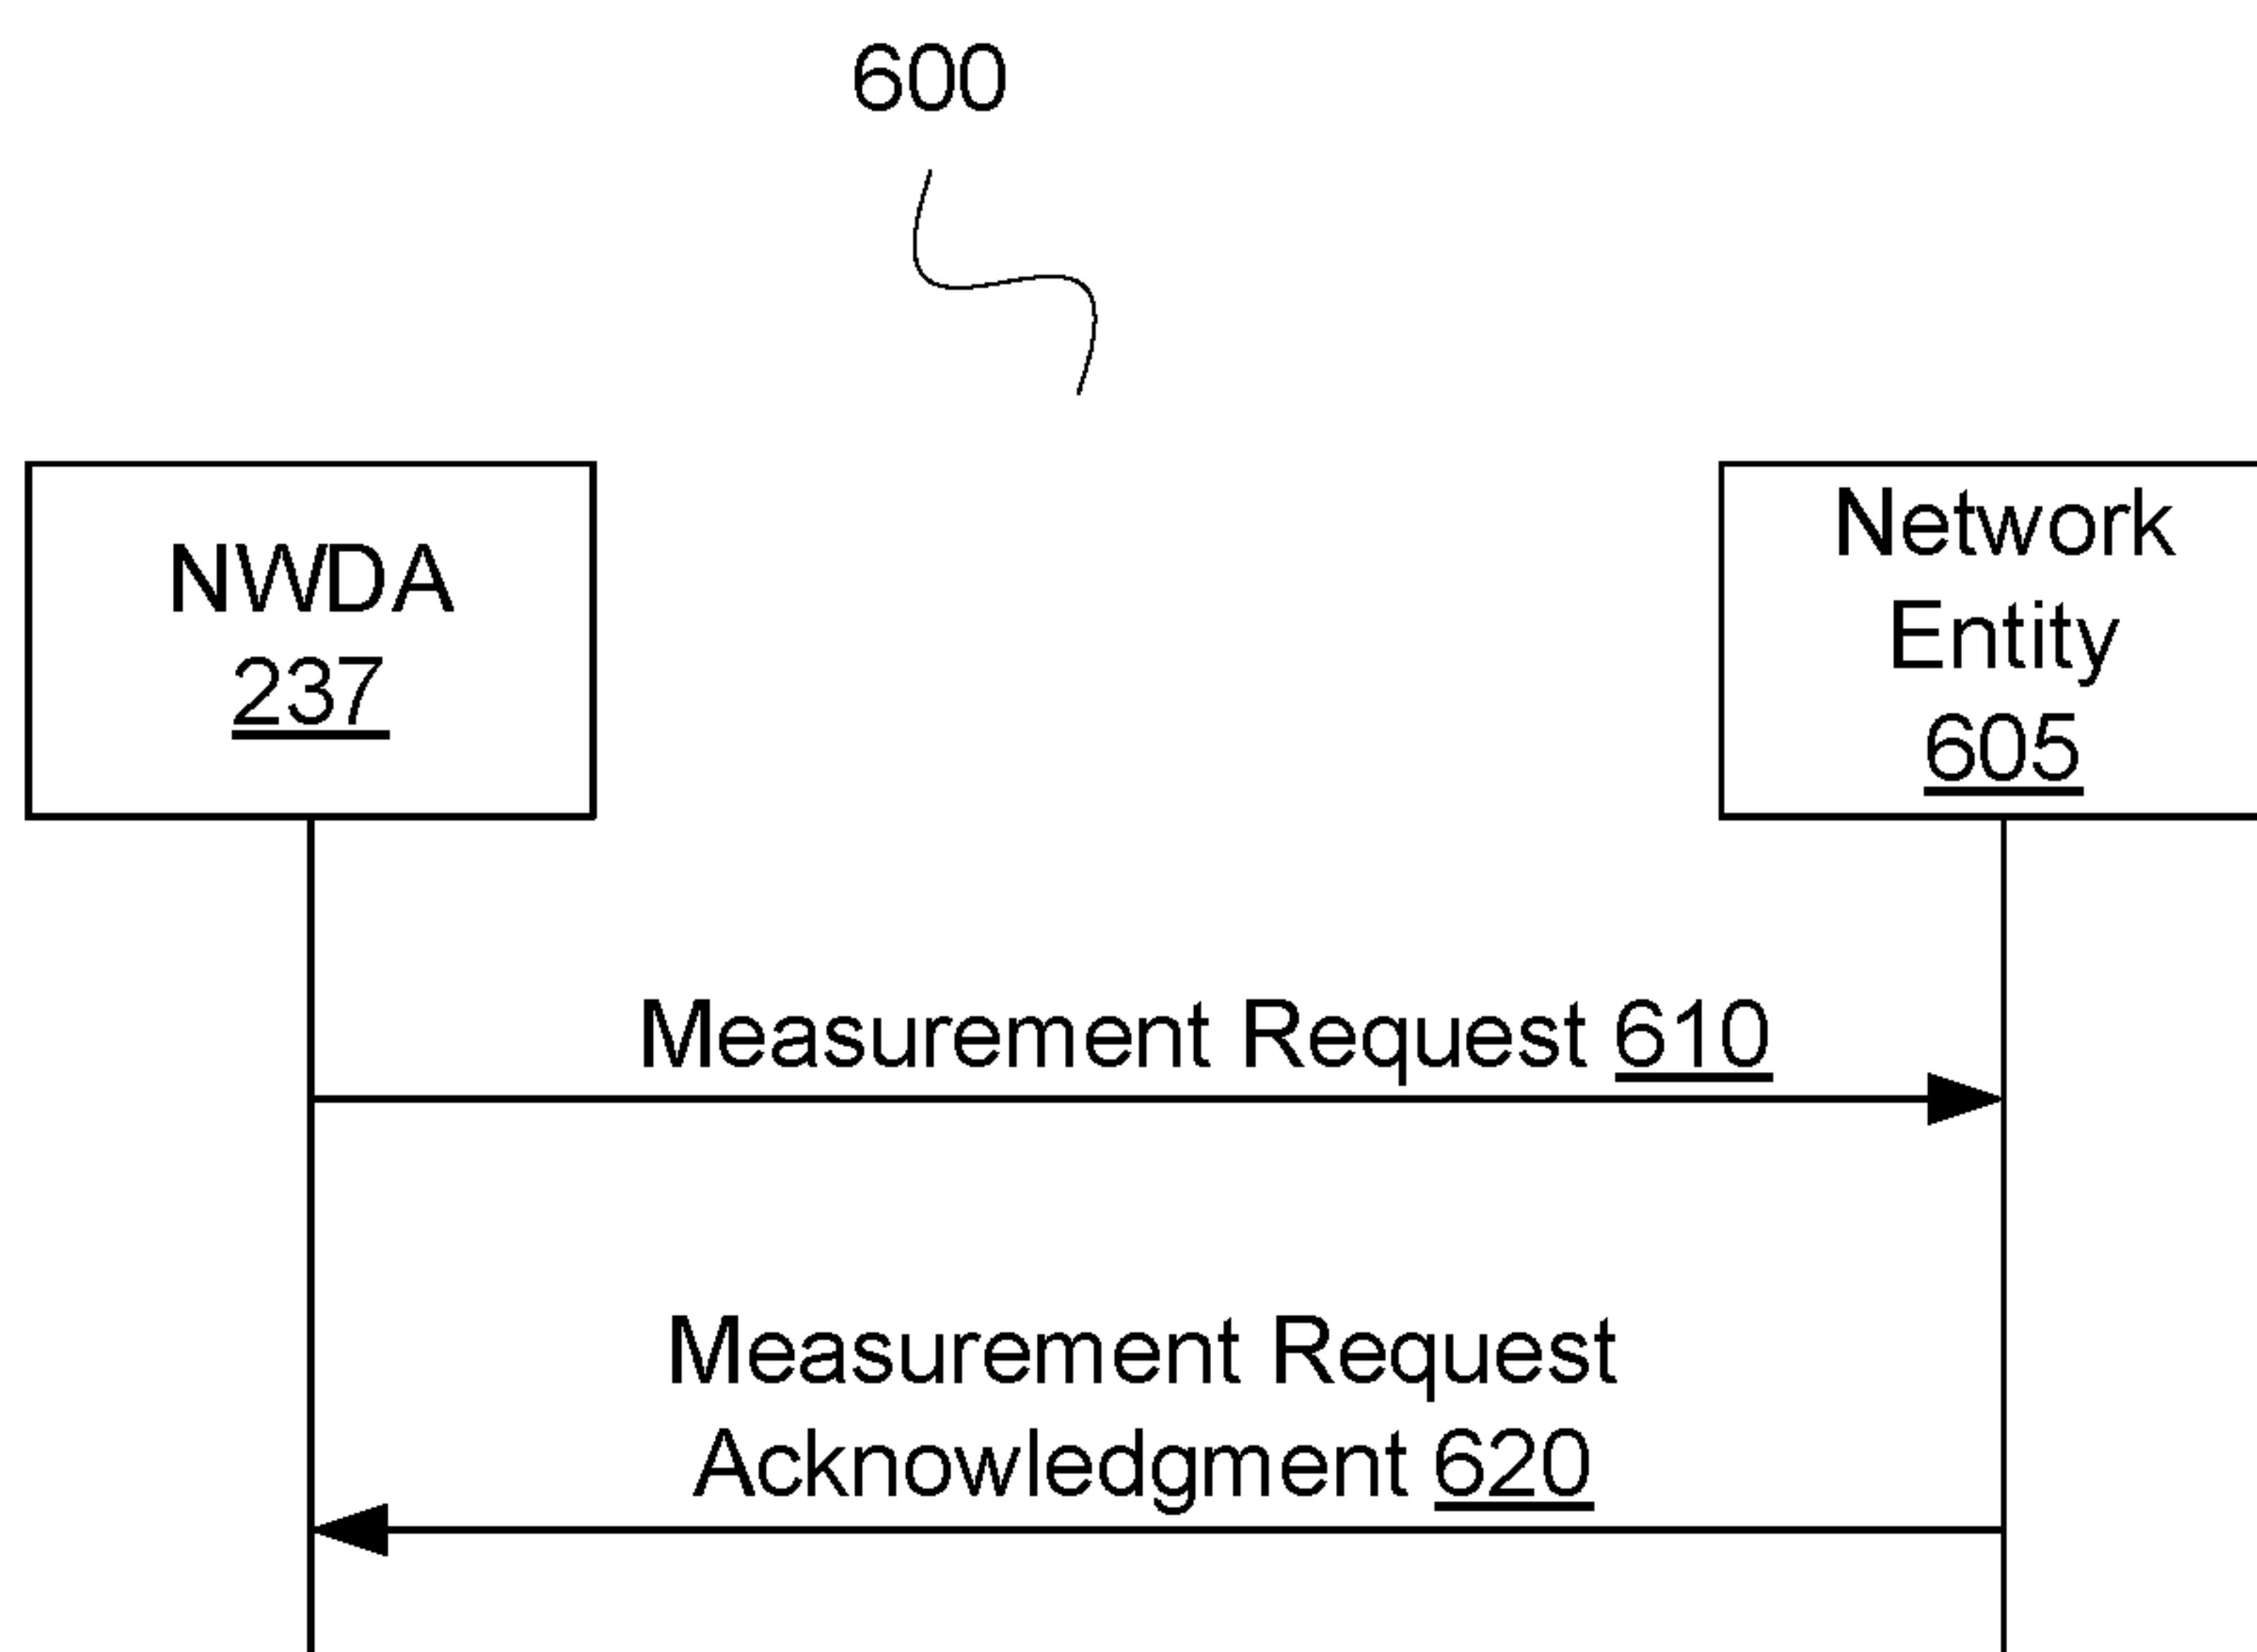 600
NWDA
237
Network
Entity
605
Measurement Request 610
Measurement Request
Acknowledgment 620